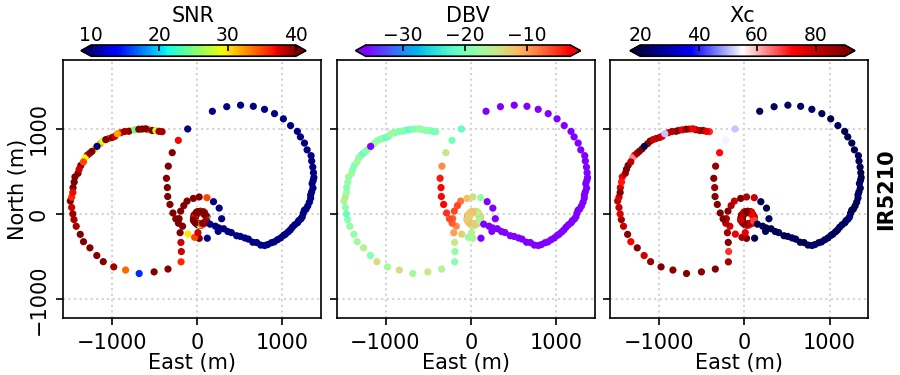 SNR DBV Xc
10 20 30 40 −30 −20 −10 20 40 60 80
North (m)
1000
0
−1000
−1000 0 1000 −1000 0 1000 −1000 0 1000
East (m) East (m) East (m)
IR5210